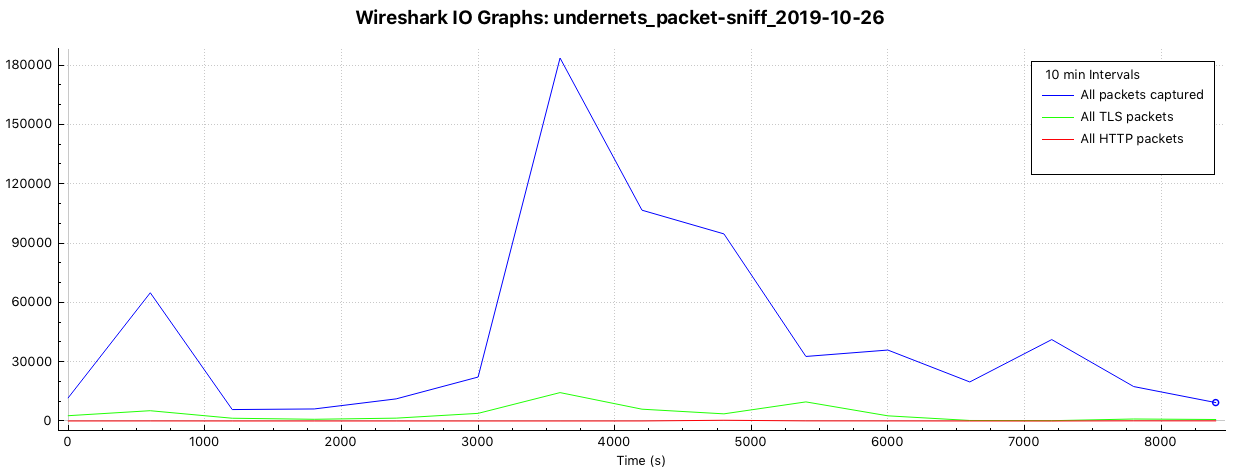 Wireshark IO Graphs: undernets_packet-sniff_2019-10-26
180000
150000
120000
90000
60000
30000
0
10 min Intervals
All packets captured
All TLS packets
All HTTP packets
0 1000 2000 3000 4000 5000 6000 7000 8000
Time (s)